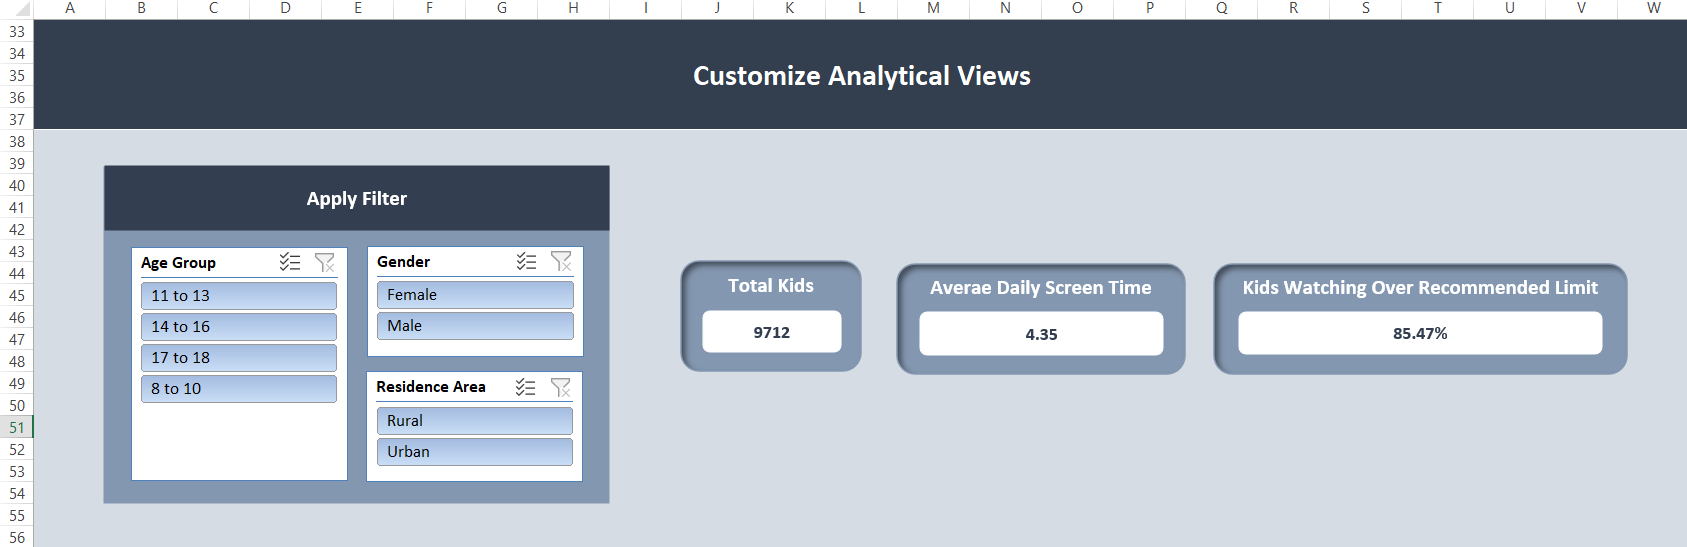 A B C D E F G H I J K L M N O P Q R S T U V W
33
34
35
36
37
38
39
40
41
42
43
44
45
46
47
48
49
50
51
52
53
54
55
56
Customize Analytical Views
Apply Filter
Age Group
11 to 13
14 to 16
17 to 18
8 to 10
Gender
Female
Male
Residence Area
Rural
Urban
Total Kids
9712
Averae Daily Screen Time
4.35
Kids Watching Over Recommended Limit
85.47%